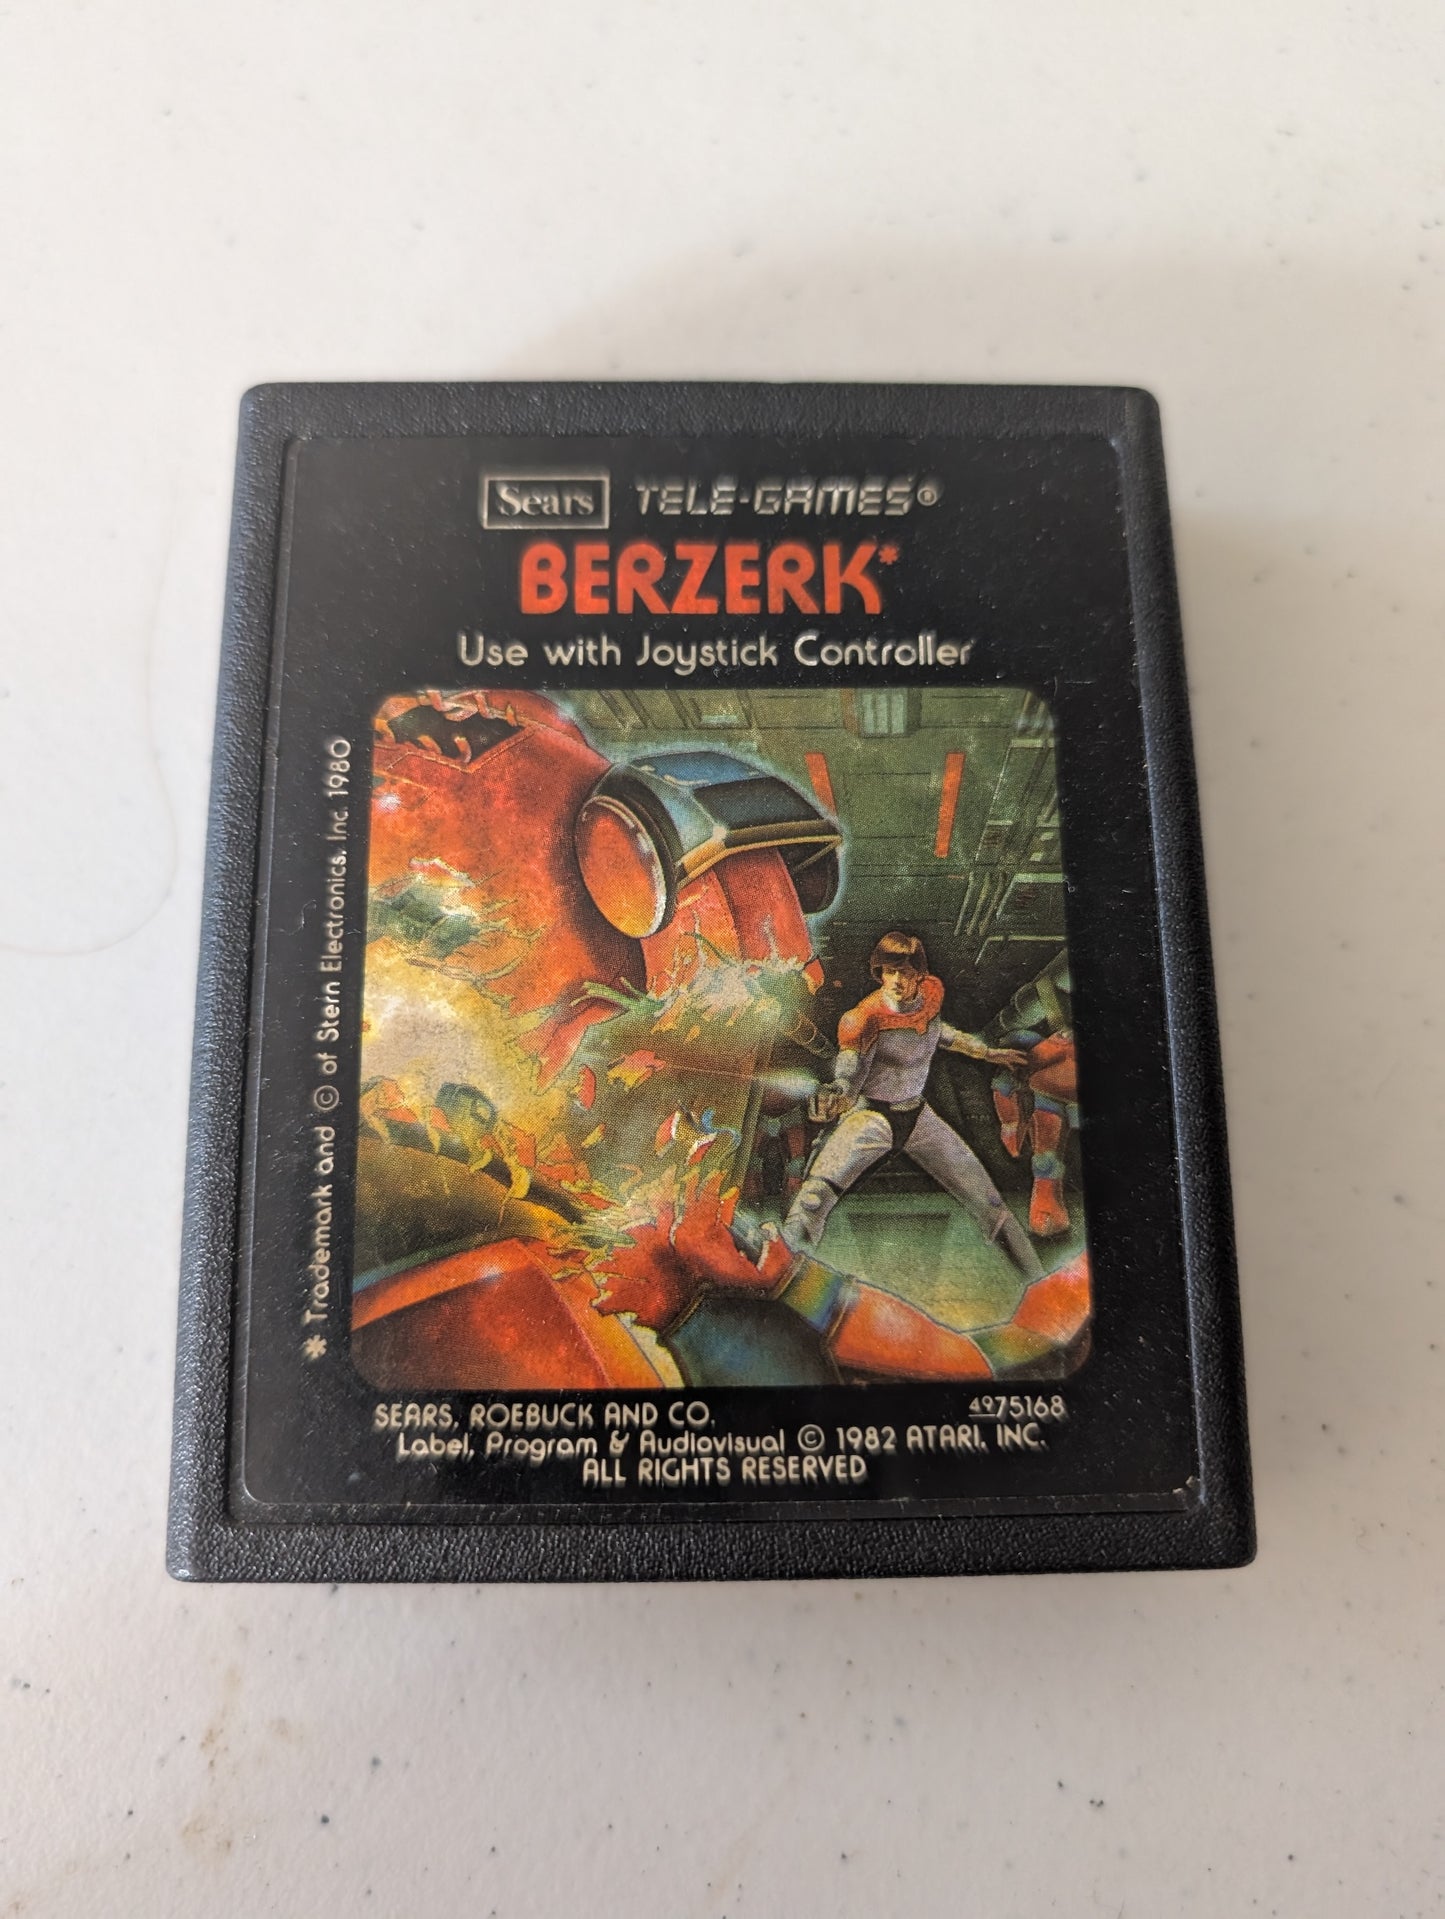 Sears TELE-GAMES®
BERZERK*
Use with Joystick Controller
* Trademark and © of Stern Electronics, Inc. 1980
SEARS, ROEBUCK AND CO. 4975168
Label, Program & Audiovisual © 1982 ATARI, INC.
ALL RIGHTS RESERVED